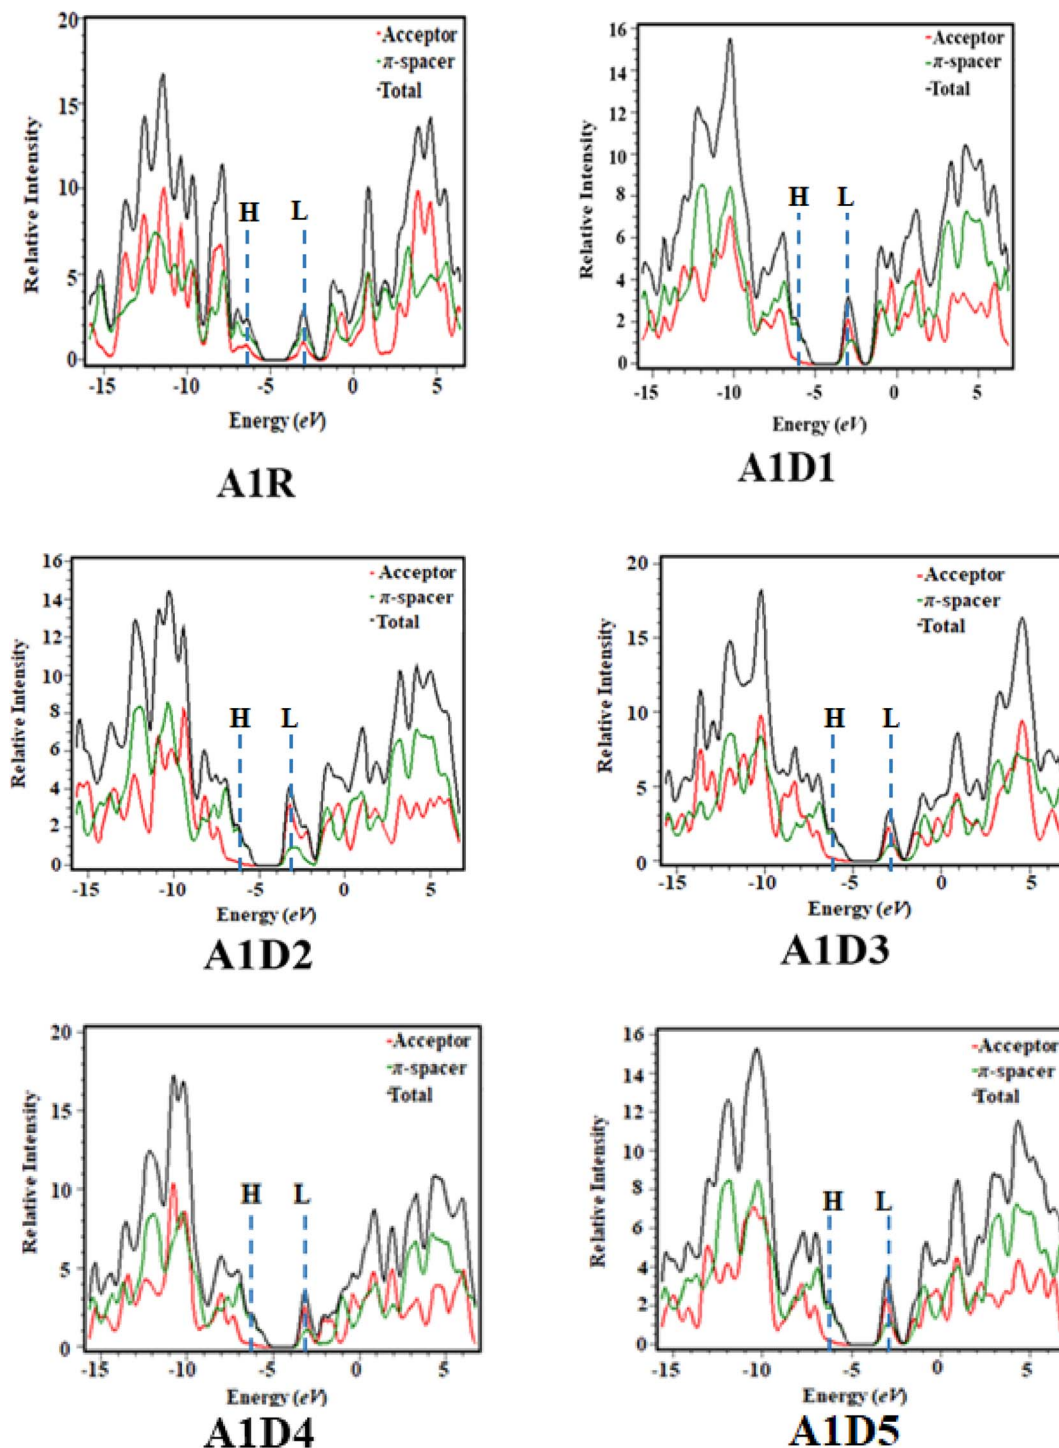 20
15
10
5
0
Relative Intensity
Acceptor
π-spacer
Total
H
L
-15
-10
-5
0
5
Energy (eV)
A1R
16
14
12
10
8
6
4
2
0
Relative Intensity
Acceptor
π-spacer
Total
H
L
-15
-10
-5
0
5
Energy (eV)
A1D1
16
14
12
10
8
6
4
2
0
Relative Intensity
Acceptor
π-spacer
Total
H
L
-15
-10
-5
0
5
Energy (eV)
A1D2
20
15
10
5
0
Relative Intensity
Acceptor
π-spacer
Total
H
L
-15
-10
-5
0
5
Energy (eV)
A1D3
20
15
10
5
0
Relative Intensity
Acceptor
π-spacer
Total
H
L
-15
-10
-5
0
5
Energy (eV)
A1D4
16
14
12
10
8
6
4
2
0
Relative Intensity
Acceptor
π-spacer
Total
H
L
-15
-10
-5
0
5
Energy (eV)
A1D5